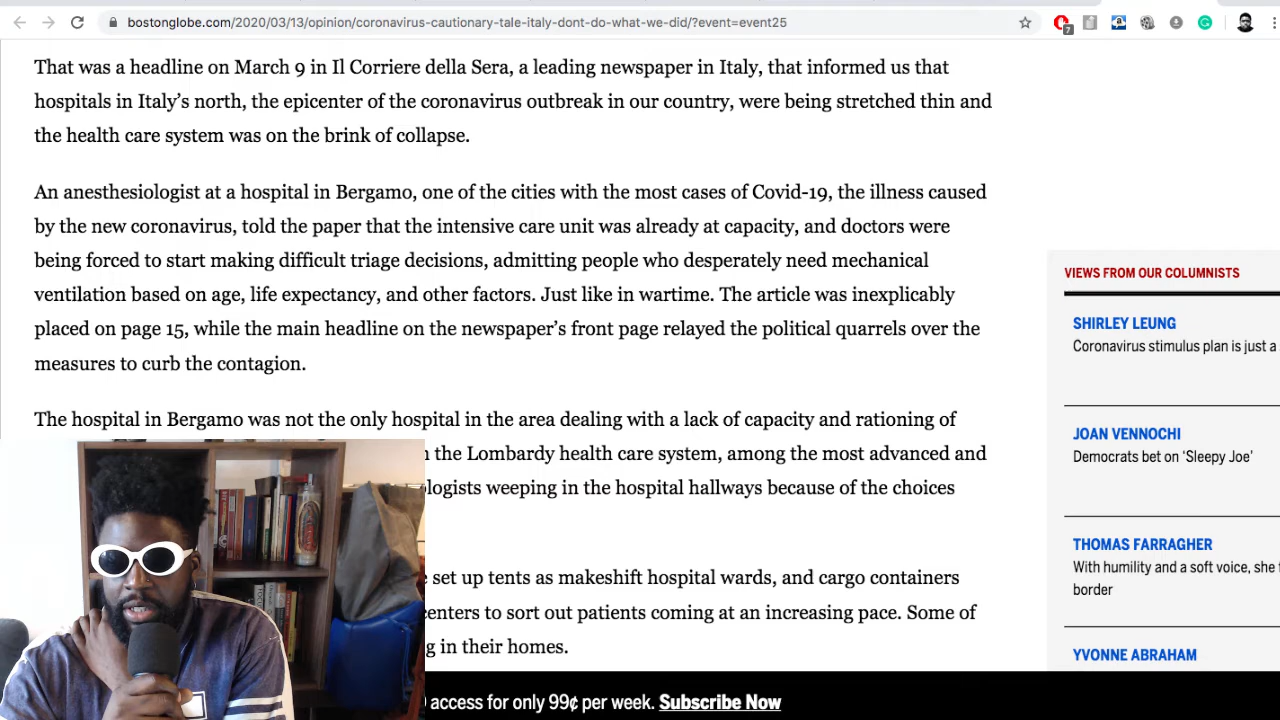 bostonglobe.com/2020/03/13/opinion/coronavirus-cautionary-tale-italy-dont-do-what-we-did/?event=event25
7
That was a headline on March 9 in Il Corriere della Sera, a leading newspaper in Italy, that informed us that
hospitals in Italy’s north, the epicenter of the coronavirus outbreak in our country, were being stretched thin and
the health care system was on the brink of collapse.
An anesthesiologist at a hospital in Bergamo, one of the cities with the most cases of Covid-19, the illness caused
by the new coronavirus, told the paper that the intensive care unit was already at capacity, and doctors were
being forced to start making difficult triage decisions, admitting people who desperately need mechanical
ventilation based on age, life expectancy, and other factors. Just like in wartime. The article was inexplicably
placed on page 15, while the main headline on the newspaper’s front page relayed the political quarrels over the
measures to curb the contagion.
The hospital in Bergamo was not the only hospital in the area dealing with a lack of capacity and rationing of
the Lombardy health care system, among the most advanced and
ologists weeping in the hospital hallways because of the choices
set up tents as makeshift hospital wards, and cargo containers
centers to sort out patients coming at an increasing pace. Some of
g in their homes.
access for only 99¢ per week. Subscribe Now
VIEWS FROM OUR COLUMNISTS
SHIRLEY LEUNG
Coronavirus stimulus plan is just a
JOAN VENNOCHI
Democrats bet on ‘Sleepy Joe’
THOMAS FARRAGHER
With humility and a soft voice, she
border
YVONNE ABRAHAM